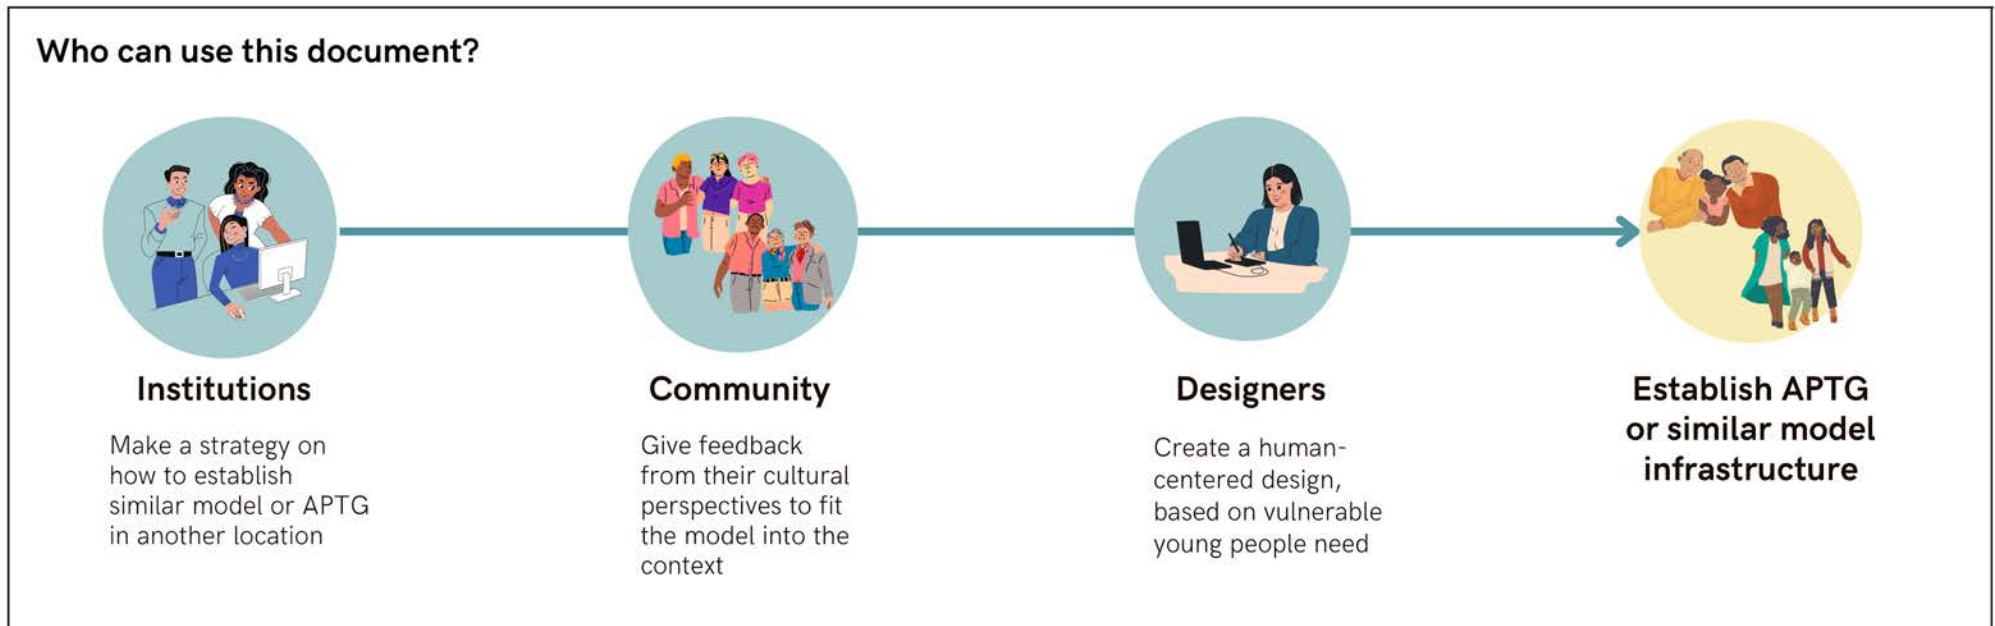 Who can use this document?
Institutions
Make a strategy on
how to establish
similar model or APTG
in another location
Community
Give feedback
from their cultural
perspectives to fit
the model into the
context
Designers
Create a human-
centered design,
based on vulnerable
young people need
Establish APTG
or similar model
infrastructure